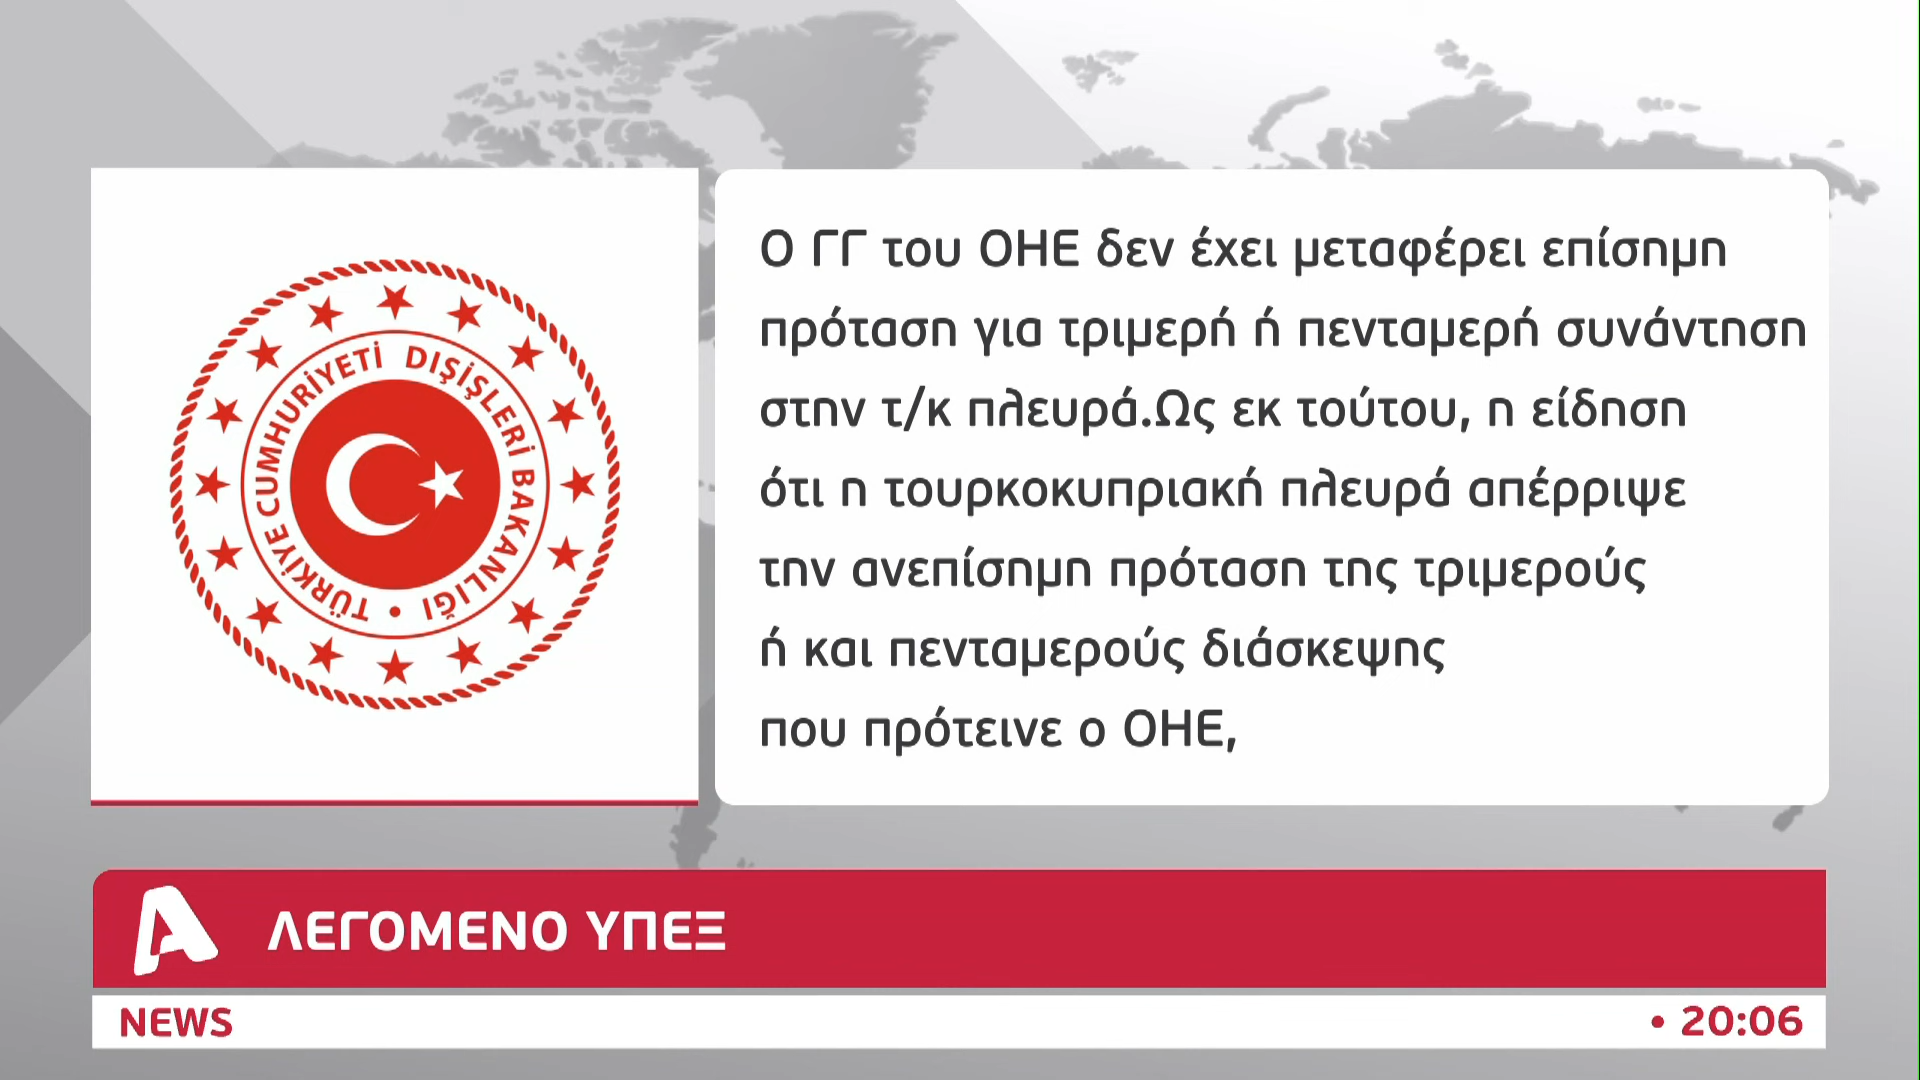 Ο ΓΓ του ΟΗΕ δεν έχει μεταφέρει επίσημη
πρόταση για τριμερή ή πενταμερή συνάντηση
στην τ/κ πλευρά.Ως εκ τούτου, η είδηση
ότι η τουρκοκυπριακή πλευρά απέρριψε
την ανεπίσημη πρόταση της τριμερούς
ή και πενταμερούς διάσκεψης
που πρότεινε ο ΟΗΕ,
TÜRKİYE CUMHURİYETİ DIŞİŞLERİ BAKANLIĞI •
ΛΕΓΟΜΕΝΟ ΥΠΕΞ
NEWS
• 20:06